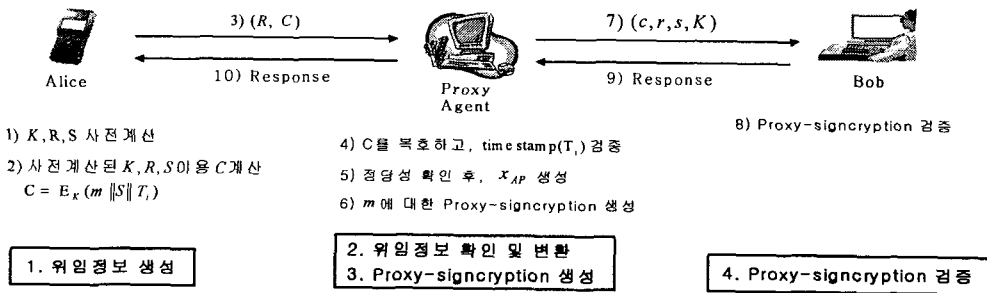 3) (R, C)
10) Response
Alice
Proxy
Agent
7) (c,r,s,K)
9) Response
Bob
1) K,R,S 사전계산
2) 사전계산된 K,R,S이용 C계산
C = E_K (m ‖S‖ T_i)
4) C를 복호하고, time stamp(T_i) 검증
5) 정당성 확인 후, x_AP 생성
6) m에 대한 Proxy-signcryption 생성
8) Proxy-signcryption 검증
1. 위임정보 생성
2. 위임정보 확인 및 변환
3. Proxy-signcryption 생성
4. Proxy-signcryption 검증